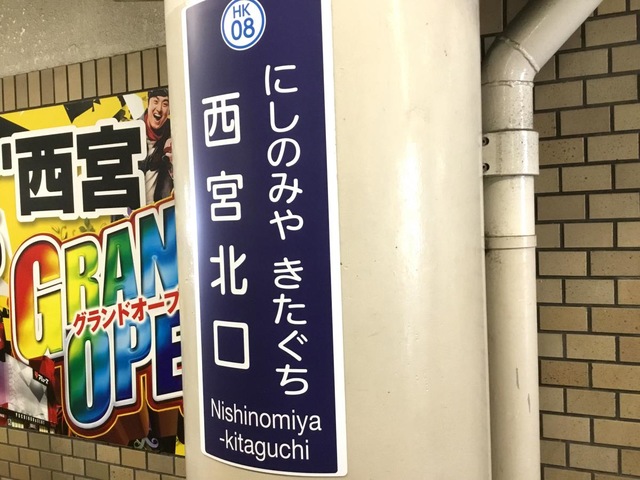 HK
08
にしのみや きたぐち
西宮北口
Nishinomiya
-kitaguchi
西宮
GRAN
グランドオープ
OPE